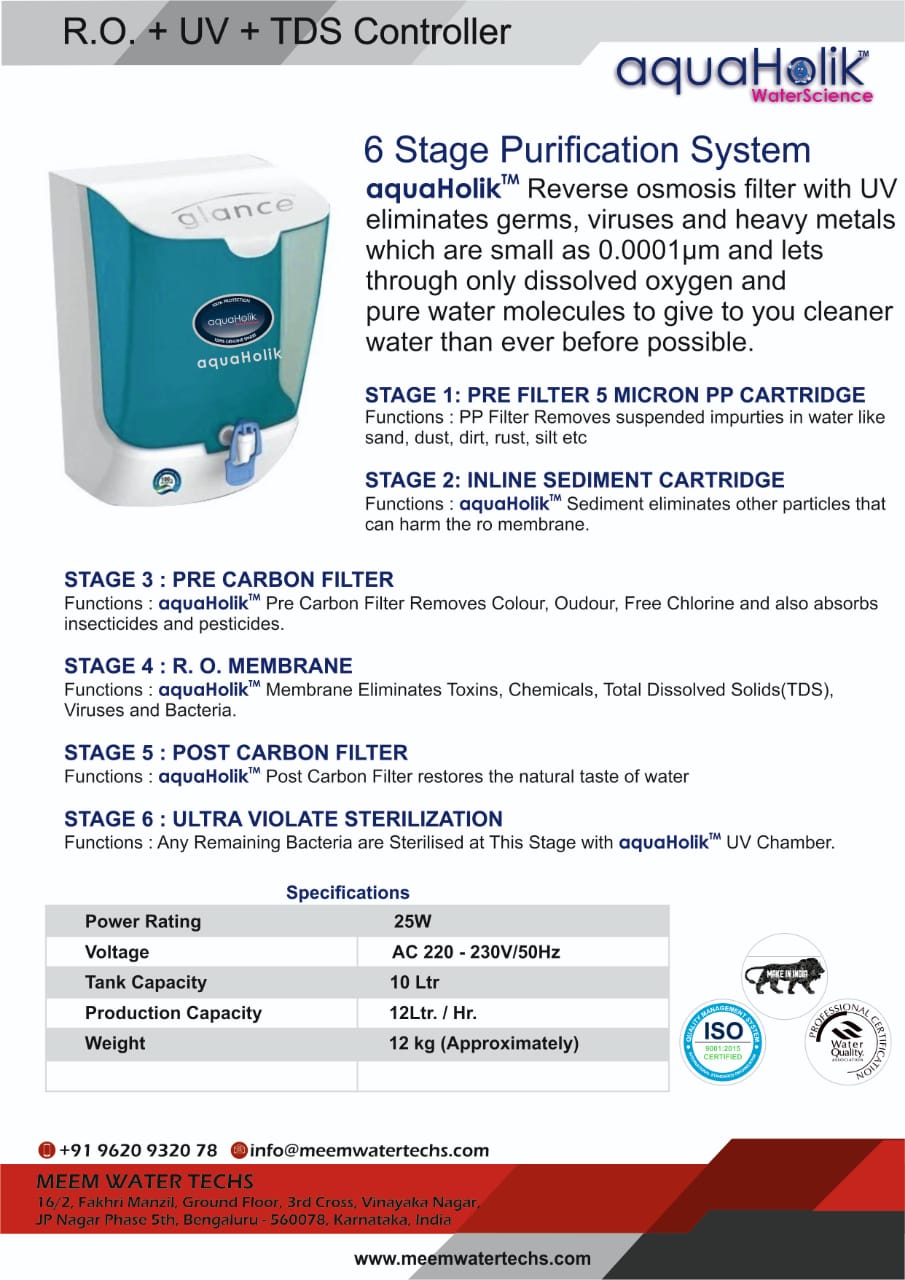 R.O. + UV + TDS Controller
aquaHolik™
WaterScience
6 Stage Purification System
aquaHolik™ Reverse osmosis filter with UV
eliminates germs, viruses and heavy metals
which are small as 0.0001µm and lets
through only dissolved oxygen and
pure water molecules to give to you cleaner
water than ever before possible.
glance
100% PROTECTION
aquaHolik
aquaHolik
STAGE 1: PRE FILTER 5 MICRON PP CARTRIDGE
Functions : PP Filter Removes suspended impurties in water like
sand, dust, dirt, rust, silt etc
STAGE 2: INLINE SEDIMENT CARTRIDGE
Functions : aquaHolik™ Sediment eliminates other particles that
can harm the ro membrane.
STAGE 3 : PRE CARBON FILTER
Functions : aquaHolik™ Pre Carbon Filter Removes Colour, Oudour, Free Chlorine and also absorbs
insecticides and pesticides.
STAGE 4 : R. O. MEMBRANE
Functions : aquaHolik™ Membrane Eliminates Toxins, Chemicals, Total Dissolved Solids(TDS),
Viruses and Bacteria.
STAGE 5 : POST CARBON FILTER
Functions : aquaHolik™ Post Carbon Filter restores the natural taste of water
STAGE 6 : ULTRA VIOLATE STERILIZATION
Functions : Any Remaining Bacteria are Sterilised at This Stage with aquaHolik™ UV Chamber.
Specifications
Power Rating 25W
Voltage AC 220 - 230V/50Hz
Tank Capacity 10 Ltr
Production Capacity 12Ltr. / Hr.
Weight 12 kg (Approximately)
MAKE IN INDIA
QUALITY MANAGEMENT SYSTEM
ISO
9001:2015
CERTIFIED
PROFESSIONAL CERTIFICATION
Water
Quality
ASSOCIATION
+91 9620 9320 78 info@meemwatertechs.com
MEEM WATER TECHS
16/2, Fakhri Manzil, Ground Floor, 3rd Cross, Vinayaka Nagar,
JP Nagar Phase 5th, Bengaluru - 560078, Karnataka, India
www.meemwatertechs.com